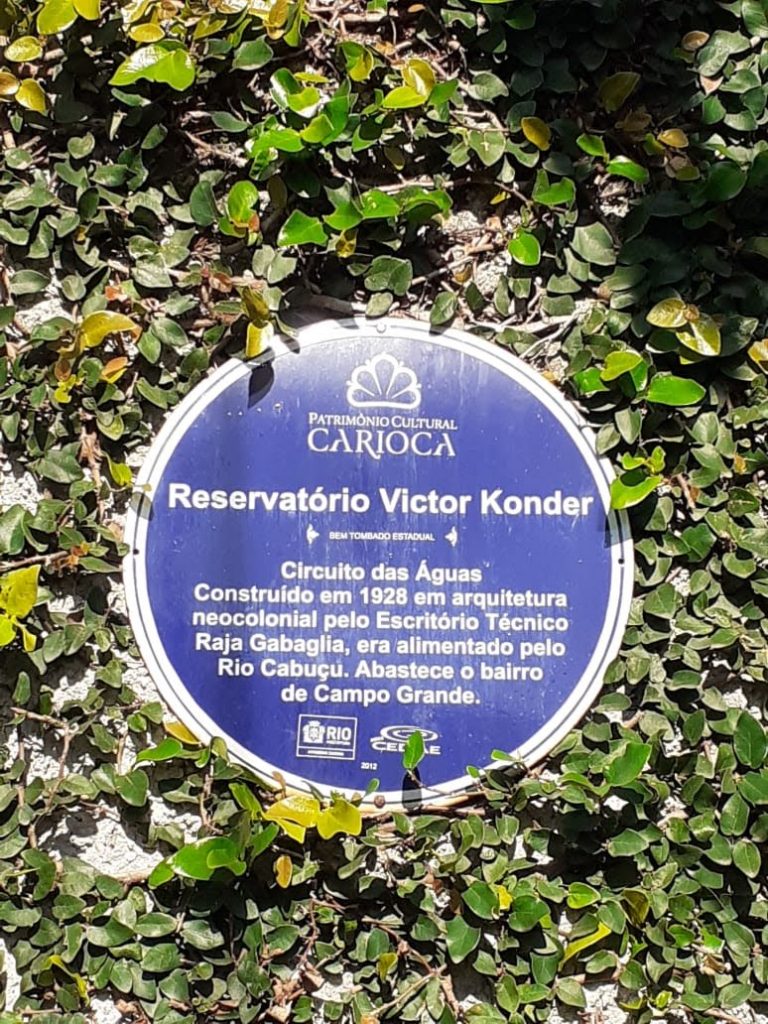 PATRIMÔNIO CULTURAL
CARIOCA
Reservatório Victor Konder
BEM TOMBADO ESTADUAL
Circuito das Águas
Construído em 1928 em arquitetura
neocolonial pelo Escritório Técnico
Raja Gabaglia, era alimentado pelo
Rio Cabuçu. Abastece o bairro
de Campo Grande.
RIO
CEDAE
2012